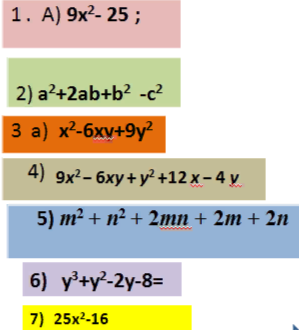 1. A) 9x²- 25 ;
2) a²+2ab+b² -c²
3 a) x²-6xy+9y²
4) 9x² – 6xy + y² +12 x – 4 y
5) m² + n² + 2mn + 2m + 2n
6) y³+y²-2y-8=
7) 25x²-16